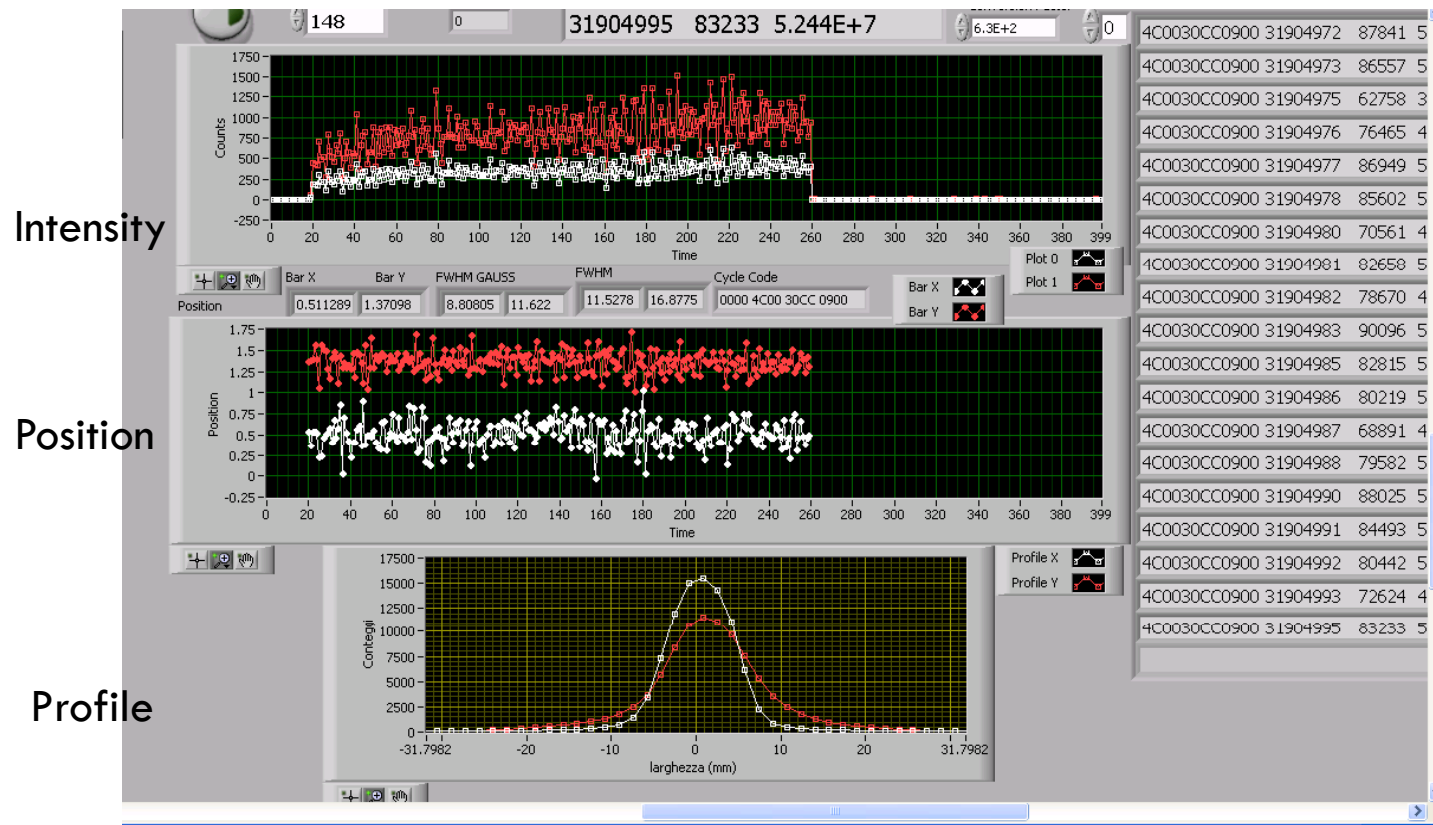 148
0
31904995 83233 5.244E+7
6.3E+2
0
1750
1500
1250
1000
750
500
250
0
-250
Counts
0 20 40 60 80 100 120 140 160 180 200 220 240 260 280 300 320 340 360 380 399
Time
Intensity
Plot 0
Plot 1
Bar X Bar Y FWHM GAUSS FWHM Cycle Code
0.511289 1.37098 8.80805 11.622 11.5278 16.8775 0000 4C00 30CC 0900
Bar X
Bar Y
Position
1.75
1.5
1.25
1
0.75
0.5
0.25
0
-0.25
Position
0 20 40 60 80 100 120 140 160 180 200 220 240 260 280 300 320 340 360 380 399
Time
Position
17500
15000
12500
10000
7500
5000
2500
0
Conteggi
-31.7982 -20 -10 0 10 20 31.7982
larghezza (mm)
Profile X
Profile Y
Profile
4C0030CC0900 31904972 87841 5
4C0030CC0900 31904973 86557 5
4C0030CC0900 31904975 62758 3
4C0030CC0900 31904976 76465 4
4C0030CC0900 31904977 86949 5
4C0030CC0900 31904978 85602 5
4C0030CC0900 31904980 70561 4
4C0030CC0900 31904981 82658 5
4C0030CC0900 31904982 78670 4
4C0030CC0900 31904983 90096 5
4C0030CC0900 31904985 82815 5
4C0030CC0900 31904986 80219 5
4C0030CC0900 31904987 68891 4
4C0030CC0900 31904988 79582 5
4C0030CC0900 31904990 88025 5
4C0030CC0900 31904991 84493 5
4C0030CC0900 31904992 80442 5
4C0030CC0900 31904993 72624 4
4C0030CC0900 31904995 83233 5